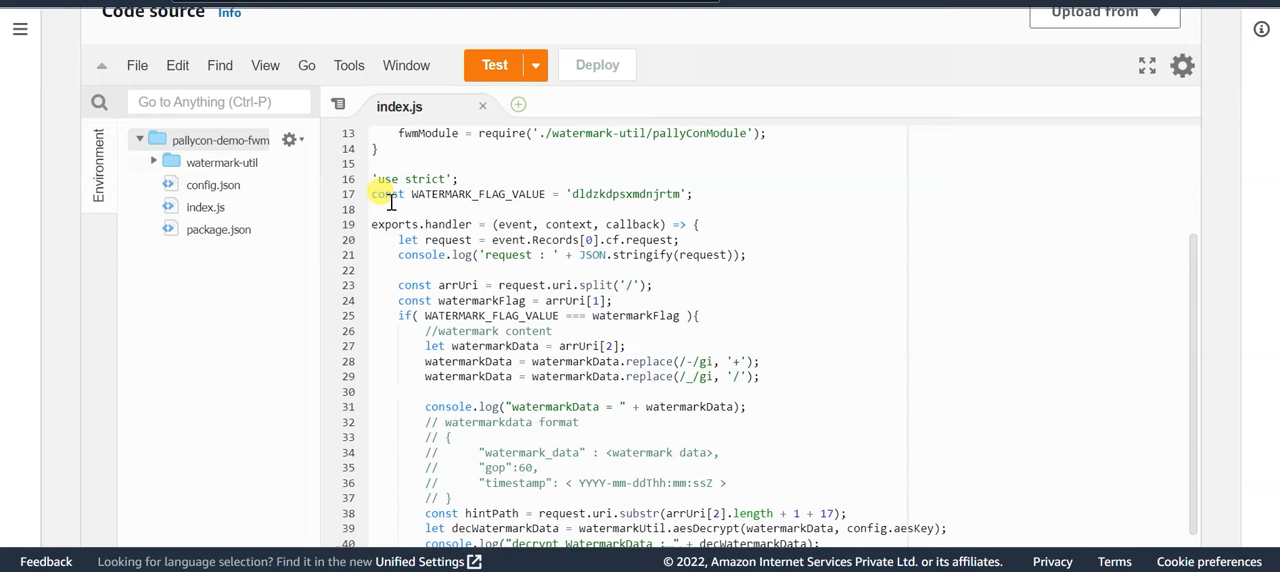 Code source Info
Upload from
File Edit Find View Go Tools Window Test Deploy
Go to Anything (Ctrl-P)
index.js
Environment
pallycon-demo-fwm
watermark-util
config.json
index.js
package.json
13 fwmModule = require('./watermark-util/pallyConModule');
14 }
15
16 'use strict';
17 const WATERMARK_FLAG_VALUE = 'dldzkdpsxmdnjrtm';
18
19 exports.handler = (event, context, callback) => {
20 let request = event.Records[0].cf.request;
21 console.log('request : ' + JSON.stringify(request));
22
23 const arrUri = request.uri.split('/');
24 const watermarkFlag = arrUri[1];
25 if( WATERMARK_FLAG_VALUE === watermarkFlag ){
26 //watermark content
27 let watermarkData = arrUri[2];
28 watermarkData = watermarkData.replace(/-/gi, '+');
29 watermarkData = watermarkData.replace(/_/gi, '/');
30
31 console.log("watermarkData = " + watermarkData);
32 // watermarkdata format
33 // {
34 // "watermark_data" : <watermark data>,
35 // "gop":60,
36 // "timestamp": < YYYY-mm-ddThh:mm:ssZ >
37 // }
38 const hintPath = request.uri.substr(arrUri[2].length + 1 + 17);
39 let decWatermarkData = watermarkUtil.aesDecrypt(watermarkData, config.aesKey);
40 console.log("decrypt WatermarkData : " + decWatermarkData);
Feedback Looking for language selection? Find it in the new Unified Settings © 2022, Amazon Internet Services Private Ltd. or its affiliates. Privacy Terms Cookie preferences